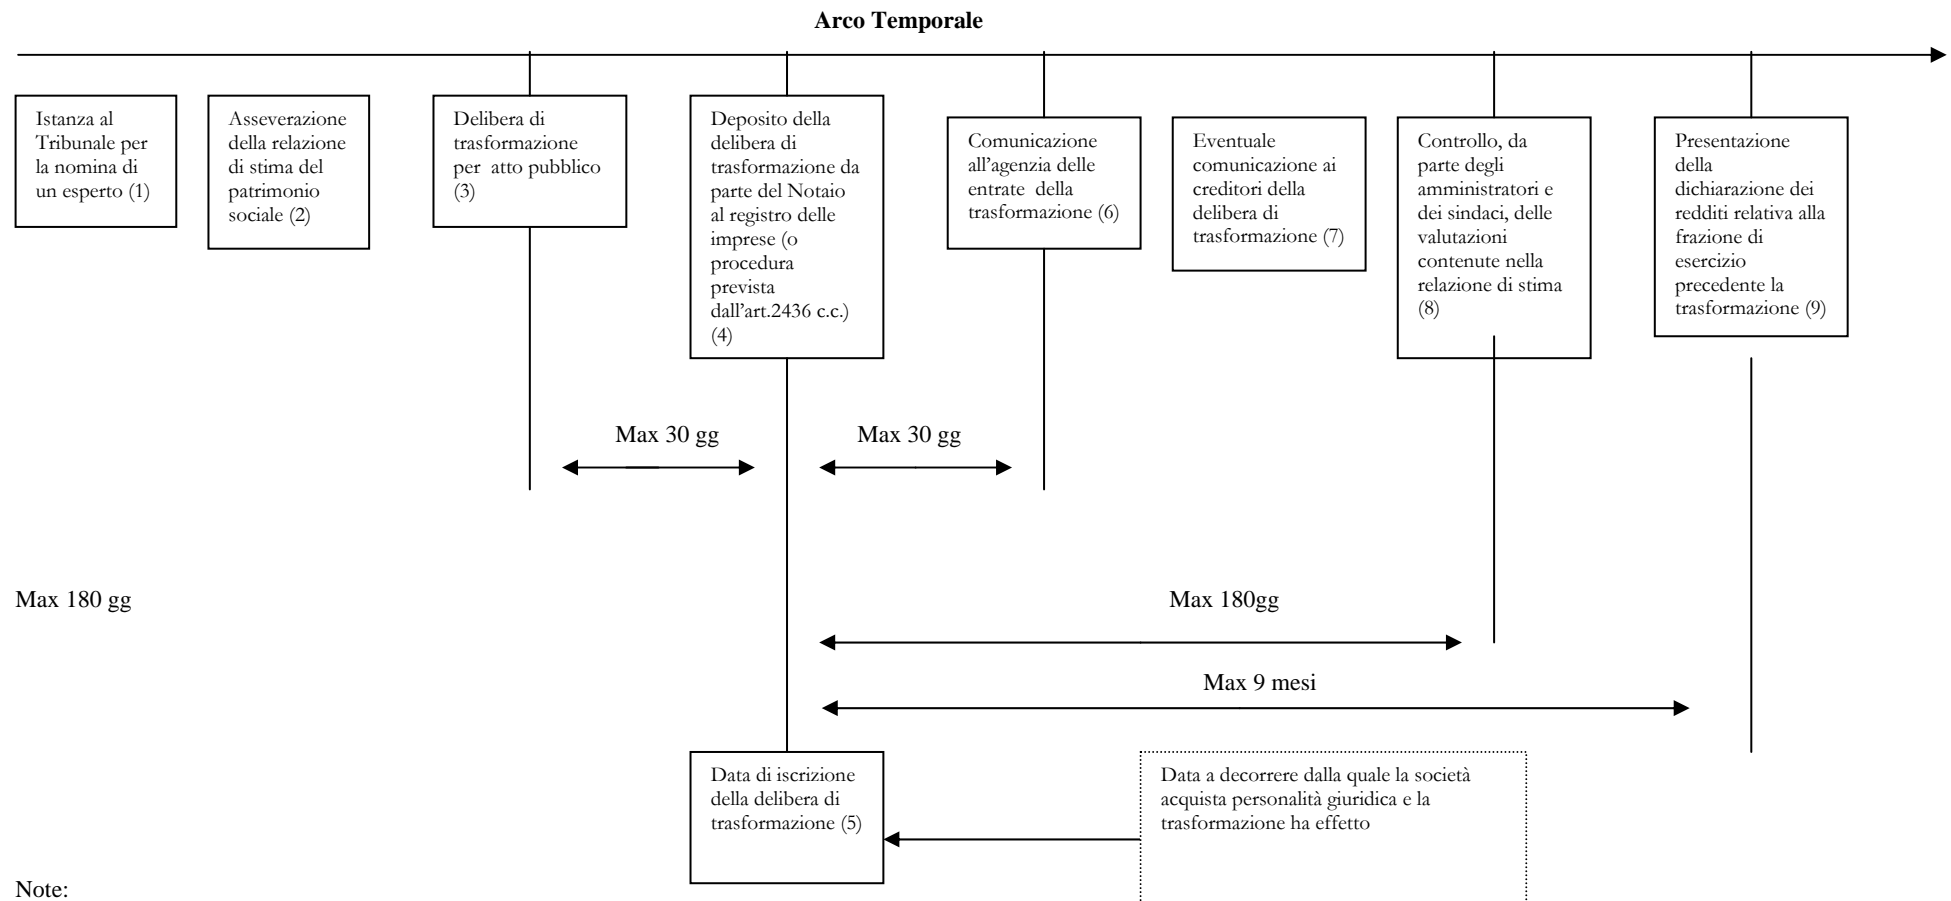 Arco Temporale
Istanza al
Tribunale per
la nomina di
un esperto (1)
Asseverazione
della relazione
di stima del
patrimonio
sociale (2)
Delibera di
trasformazione
per atto pubblico
(3)
Deposito della
delibera di
trasformazione da
parte del Notaio
al registro delle
imprese (o
procedura
prevista
dall'art.2436 c.c.)
(4)
Comunicazione
all'agenzia delle
entrate della
trasformazione (6)
Eventuale
comunicazione ai
creditori della
delibera di
trasformazione (7)
Controllo, da
parte degli
amministratori e
dei sindaci, delle
valutazioni
contenute nella
relazione di stima
(8)
Presentazione
della
dichiarazione dei
redditi relativa alla
frazione di
esercizio
precedente la
trasformazione (9)
Max 30 gg
Max 30 gg
Max 180 gg
Max 180gg
Max 9 mesi
Data di iscrizione
della delibera di
trasformazione (5)
Data a decorrere dalla quale la società
acquista personalità giuridica e la
trasformazione ha effetto
Note: